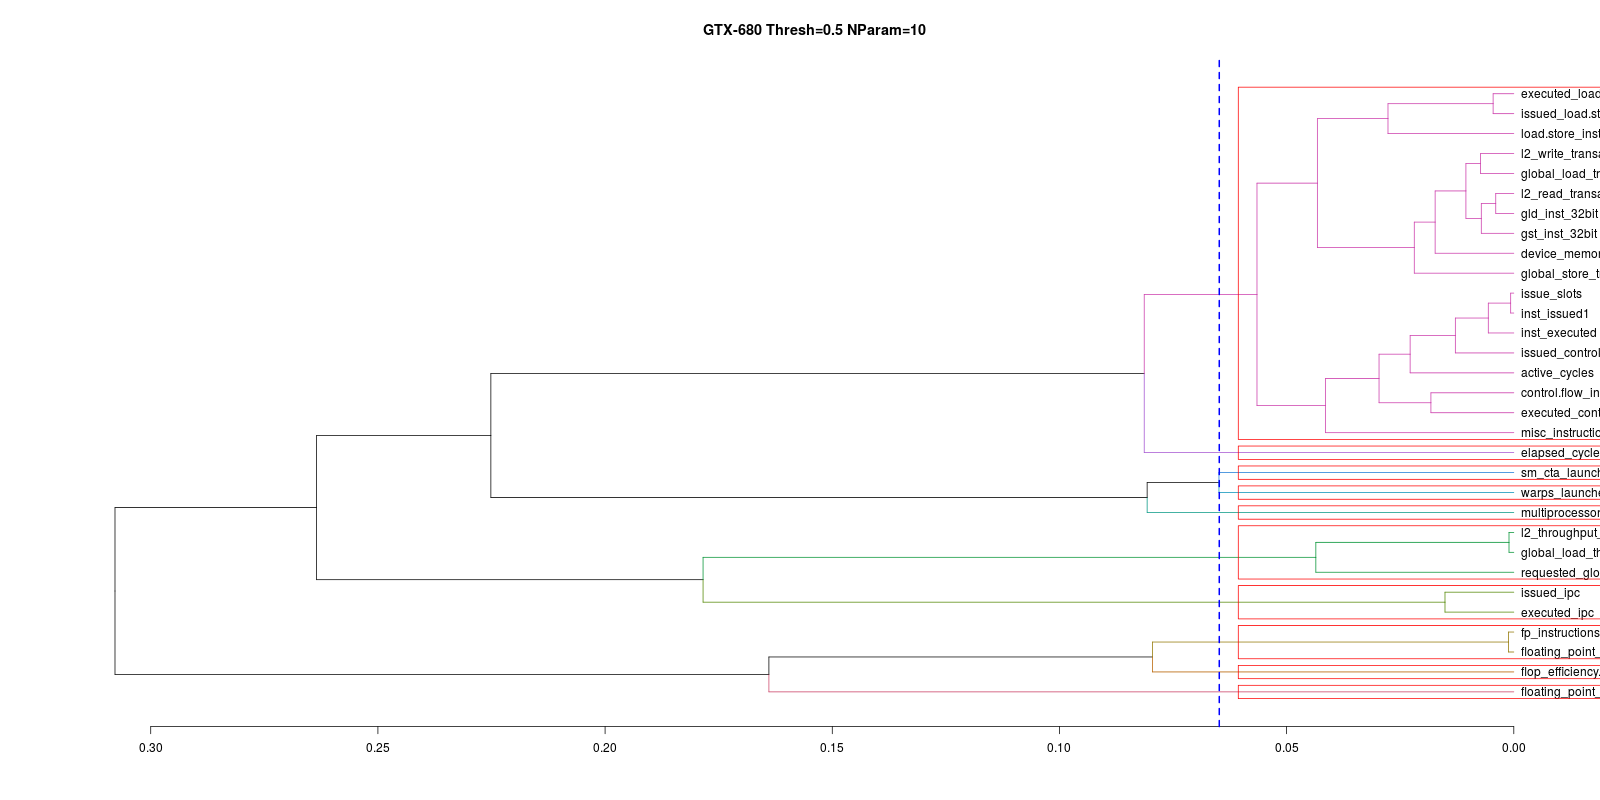 GTX-680 Thresh=0.5 NParam=10
executed_load
issued_load.st
load.store_inst
l2_write_transa
global_load_tr
l2_read_transa
gld_inst_32bit
gst_inst_32bit
device_memor
global_store_t
issue_slots
inst_issued1
inst_executed
issued_control
active_cycles
control.flow_in
executed_cont
misc_instructio
elapsed_cycle
sm_cta_launch
warps_launche
multiprocessor
l2_throughput_
global_load_th
requested_glo
issued_ipc
executed_ipc
fp_instructions
floating_point_
flop_efficiency.
floating_point_
0.30 0.25 0.20 0.15 0.10 0.05 0.00